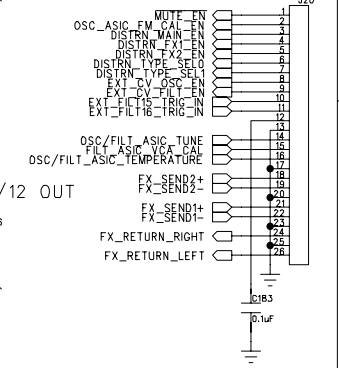 J20
MUTE_EN 1
OSC_ASIC_FM_CAL_EN 2
DISTRN_MAIN_EN 3
DISTRN_FX1_EN 4
DISTRN_FX2_EN 5
DISTRN_TYPE_SEL0 6
DISTRN_TYPE_SEL1 7
EXT_CV_OSC_EN 8
EXT_CV_FILT_EN 9
EXT_FILT15_TRIG_IN 10
EXT_FILT16_TRIG_IN 11
12
13
OSC/FILT_ASIC_TUNE 14
FILT_ASIC_VCA_CAL 15
OSC/FILT_ASIC_TEMPERATURE 16
17
FX_SEND2+ 18
FX_SEND2- 19
/12 OUT
20
FX_SEND1+ 21
FX_SEND1- 22
23
FX_RETURN_RIGHT 24
25
FX_RETURN_LEFT 26
C183
0.1uF